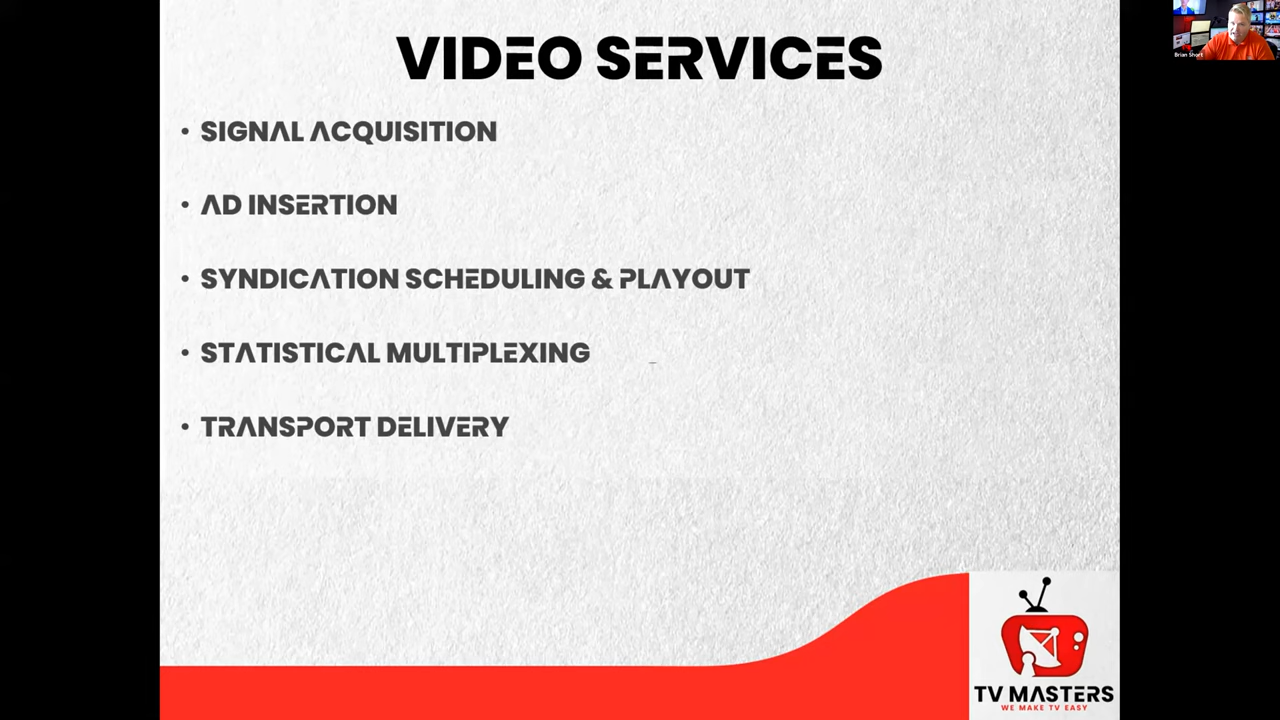 VIDEO SERVICES
Brian Short
• SIGNAL ACQUISITION
• AD INSERTION
• SYNDICATION SCHEDULING & PLAYOUT
• STATISTICAL MULTIPLEXING
• TRANSPORT DELIVERY
TV MASTERS
WE MAKE TV EASY